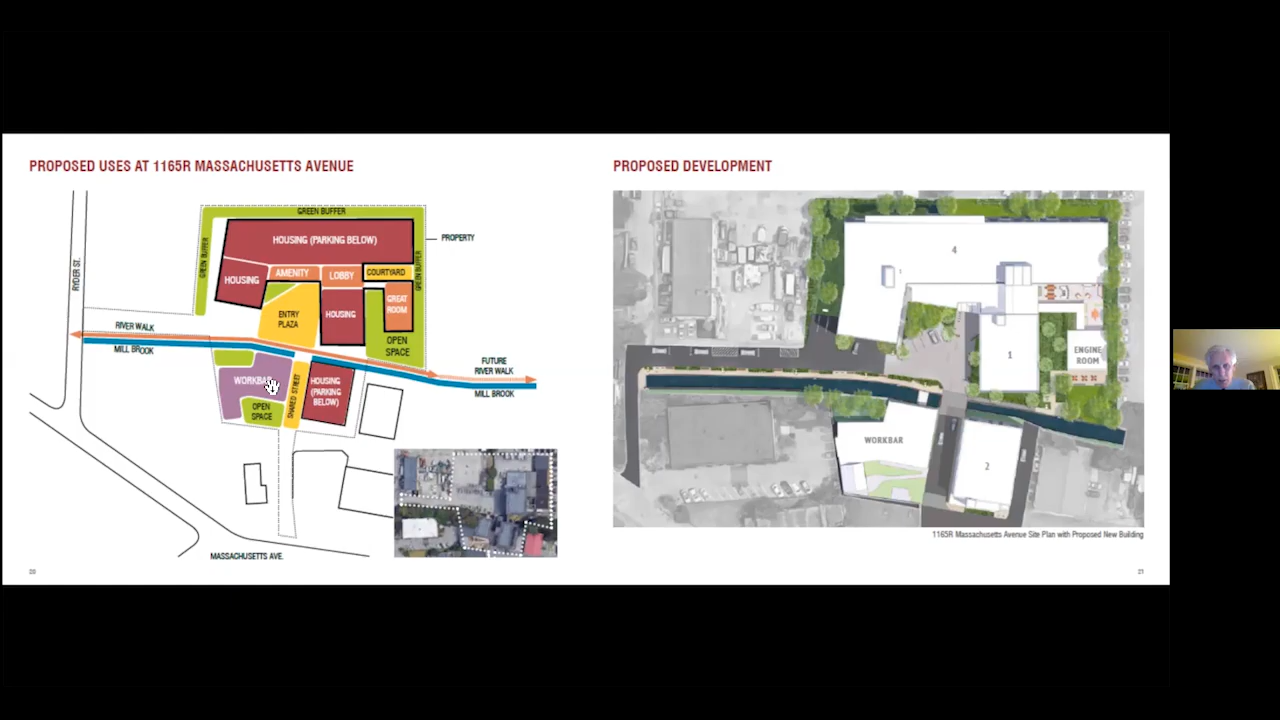 PROPOSED USES AT 1165R MASSACHUSETTS AVENUE
GREEN BUFFER
HOUSING (PARKING BELOW)
PROPERTY
GREEN BUFFER
GREEN BUFFER
RYDER ST.
HOUSING
AMENITY
LOBBY
COURTYARD
GREAT
ROOM
ENTRY
PLAZA
HOUSING
OPEN
SPACE
RIVER WALK
MILL BROOK
FUTURE
RIVER WALK
MILL BROOK
WORKBAR
SHARED STREET
HOUSING
(PARKING
BELOW)
OPEN
SPACE
MASSACHUSETTS AVE.
20
PROPOSED DEVELOPMENT
4
1
ENGINE
ROOM
WORKBAR
2
1165R Massachusetts Avenue Site Plan with Proposed New Building
21